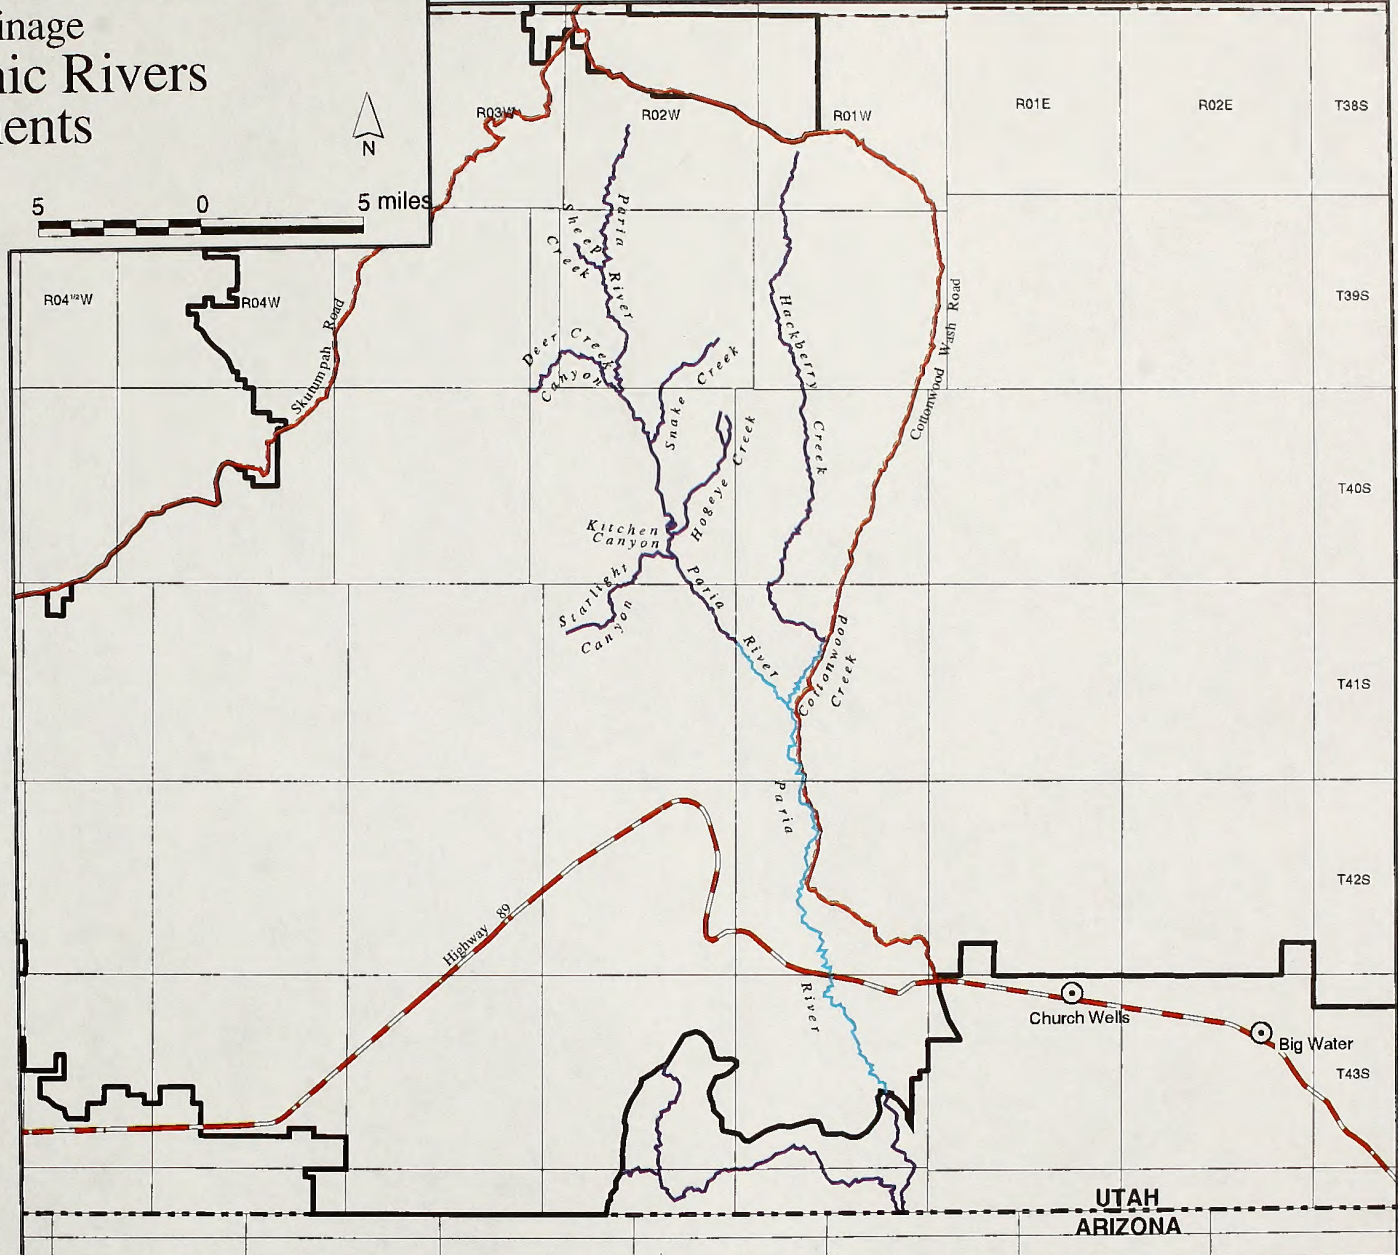 inage
nic Rivers
ents
N
5 0 5 miles
R03W
R02W
R01W
R01E
R02E
T38S
Paria
River
Sheep
Creek
R04¹/²W
R04W
Skutumpah Road
Hackberry
Creek
Cottonwood Wash Road
T39S
Deer
Creek
Canyon
Snake
Creek
Hogeye
Creek
T40S
Kitchen
Canyon
Starlight
Canyon
Paria
River
Cottonwood
Creek
T41S
Paria
T42S
Highway 89
River
Church Wells
Big Water
T43S
UTAH
ARIZONA